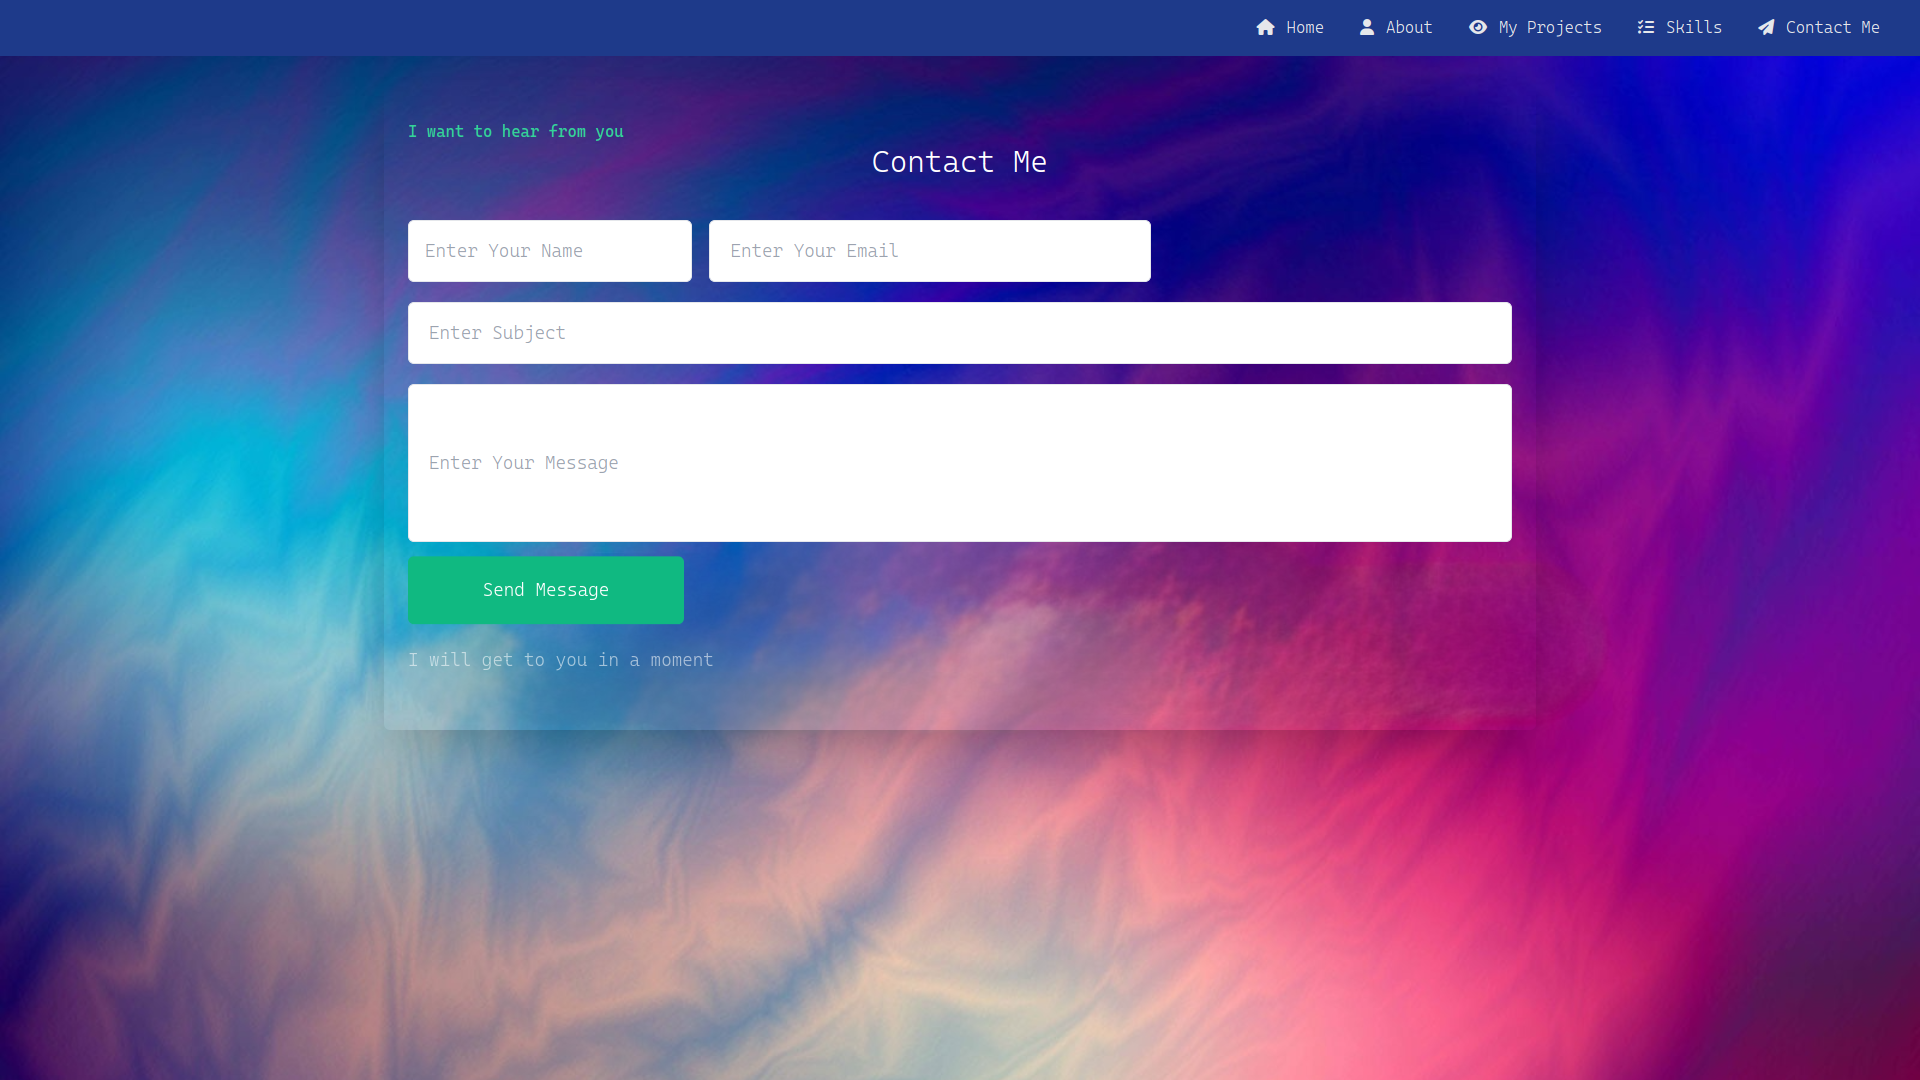 Home About My Projects Skills Contact Me
I want to hear from you
Contact Me
Enter Your Name Enter Your Email
Enter Subject
Enter Your Message
Send Message
I will get to you in a moment